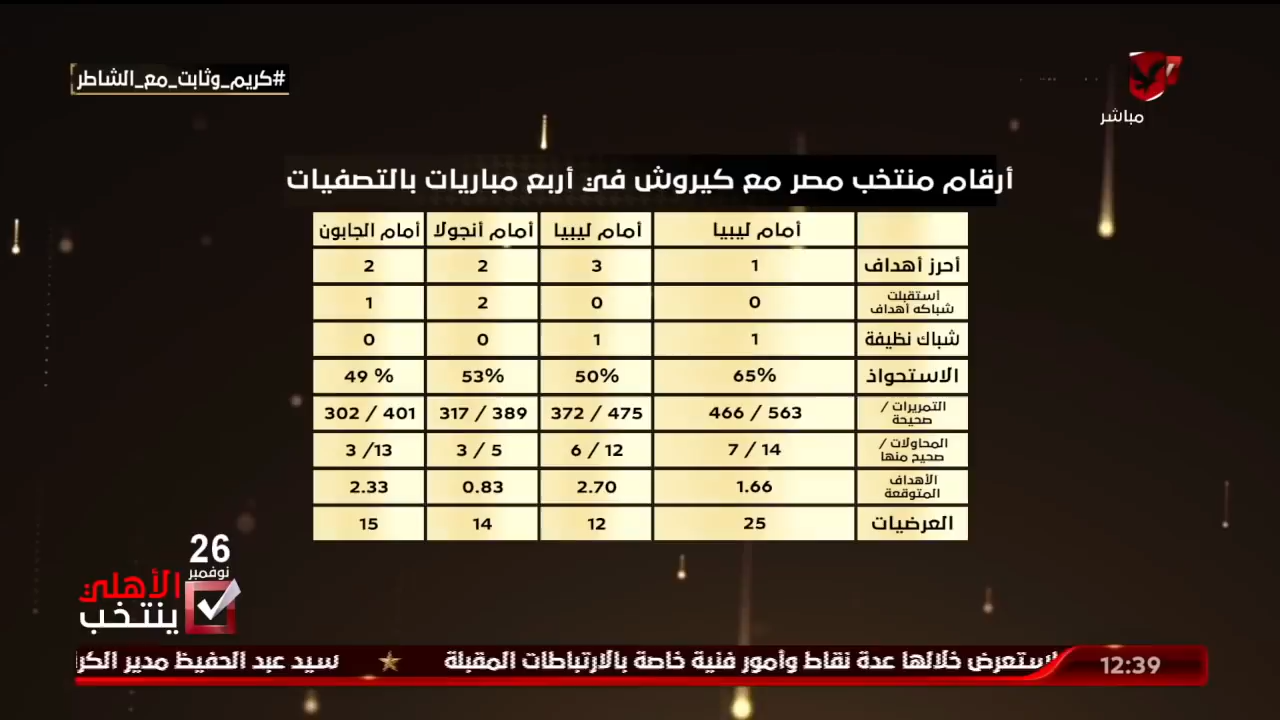 #كريم_وثابت_مع_الشاطر
مباشر
أرقام منتخب مصر مع كيروش في أربع مباريات بالتصفيات
أمام ليبيا أمام ليبيا أمام أنجولا أمام الجابون
أحرز أهداف 1 3 2 2
استقبلت
شباكه أهداف 0 0 2 1
شباك نظيفة 1 1 0 0
الاستحواذ 65% 50% 53% 49 %
التمريرات /
صحيحة 466 / 563 372 / 475 317 / 389 302 / 401
المحاولات /
صحيح منها 7 / 14 6 / 12 3 / 5 3 /13
الأهداف
المتوقعة 1.66 2.70 0.83 2.33
العرضيات 25 12 14 15
26
نوفمبر
الأهلي
ينتخب
12:39 ستعرض خلالها عدة نقاط وأمور فنية خاصة بالارتباطات المقبلة سيد عبد الحفيظ مدير الكر